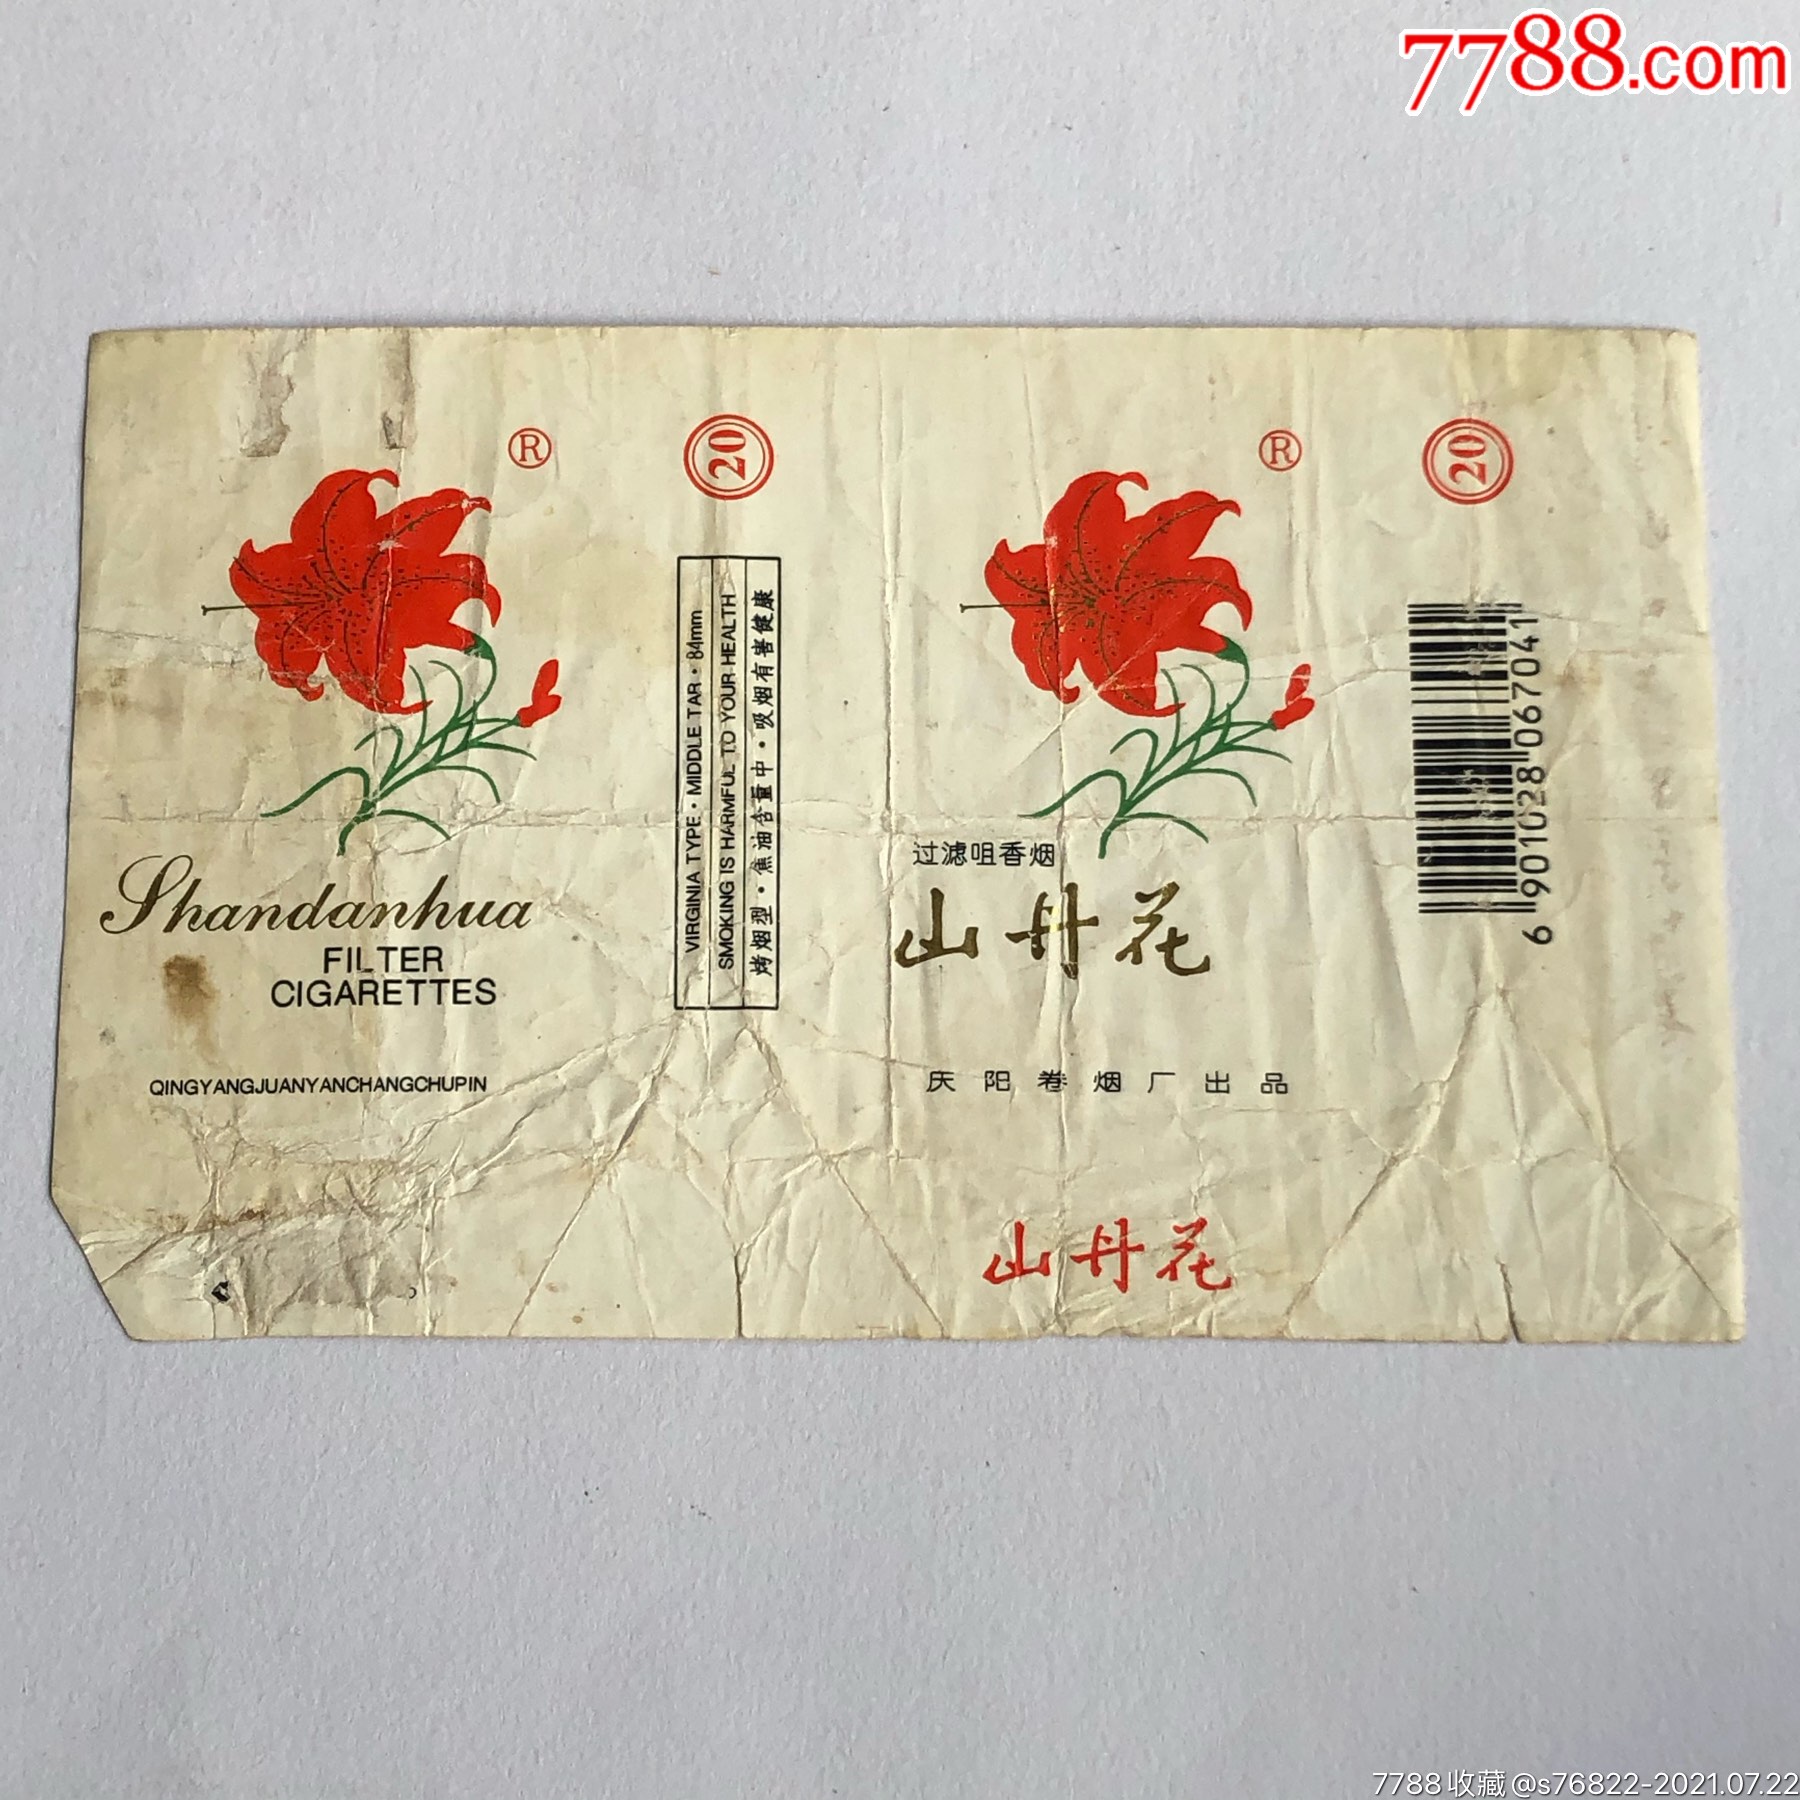 7788.com
®
20
®
20
Shandanhua
FILTER
CIGARETTES
QINGYANGJUANYANCHANGCHUPIN
VIRGINIA TYPE·MIDDLE TAR·84mm
SMOKING IS HARMFUL TO YOUR HEALTH
烤烟型·焦油含量中·吸烟有害健康
过滤咀香烟
山丹花
庆阳卷烟厂出品
山丹花
6 901028 067041
7788收藏@s76822-2021.07.22